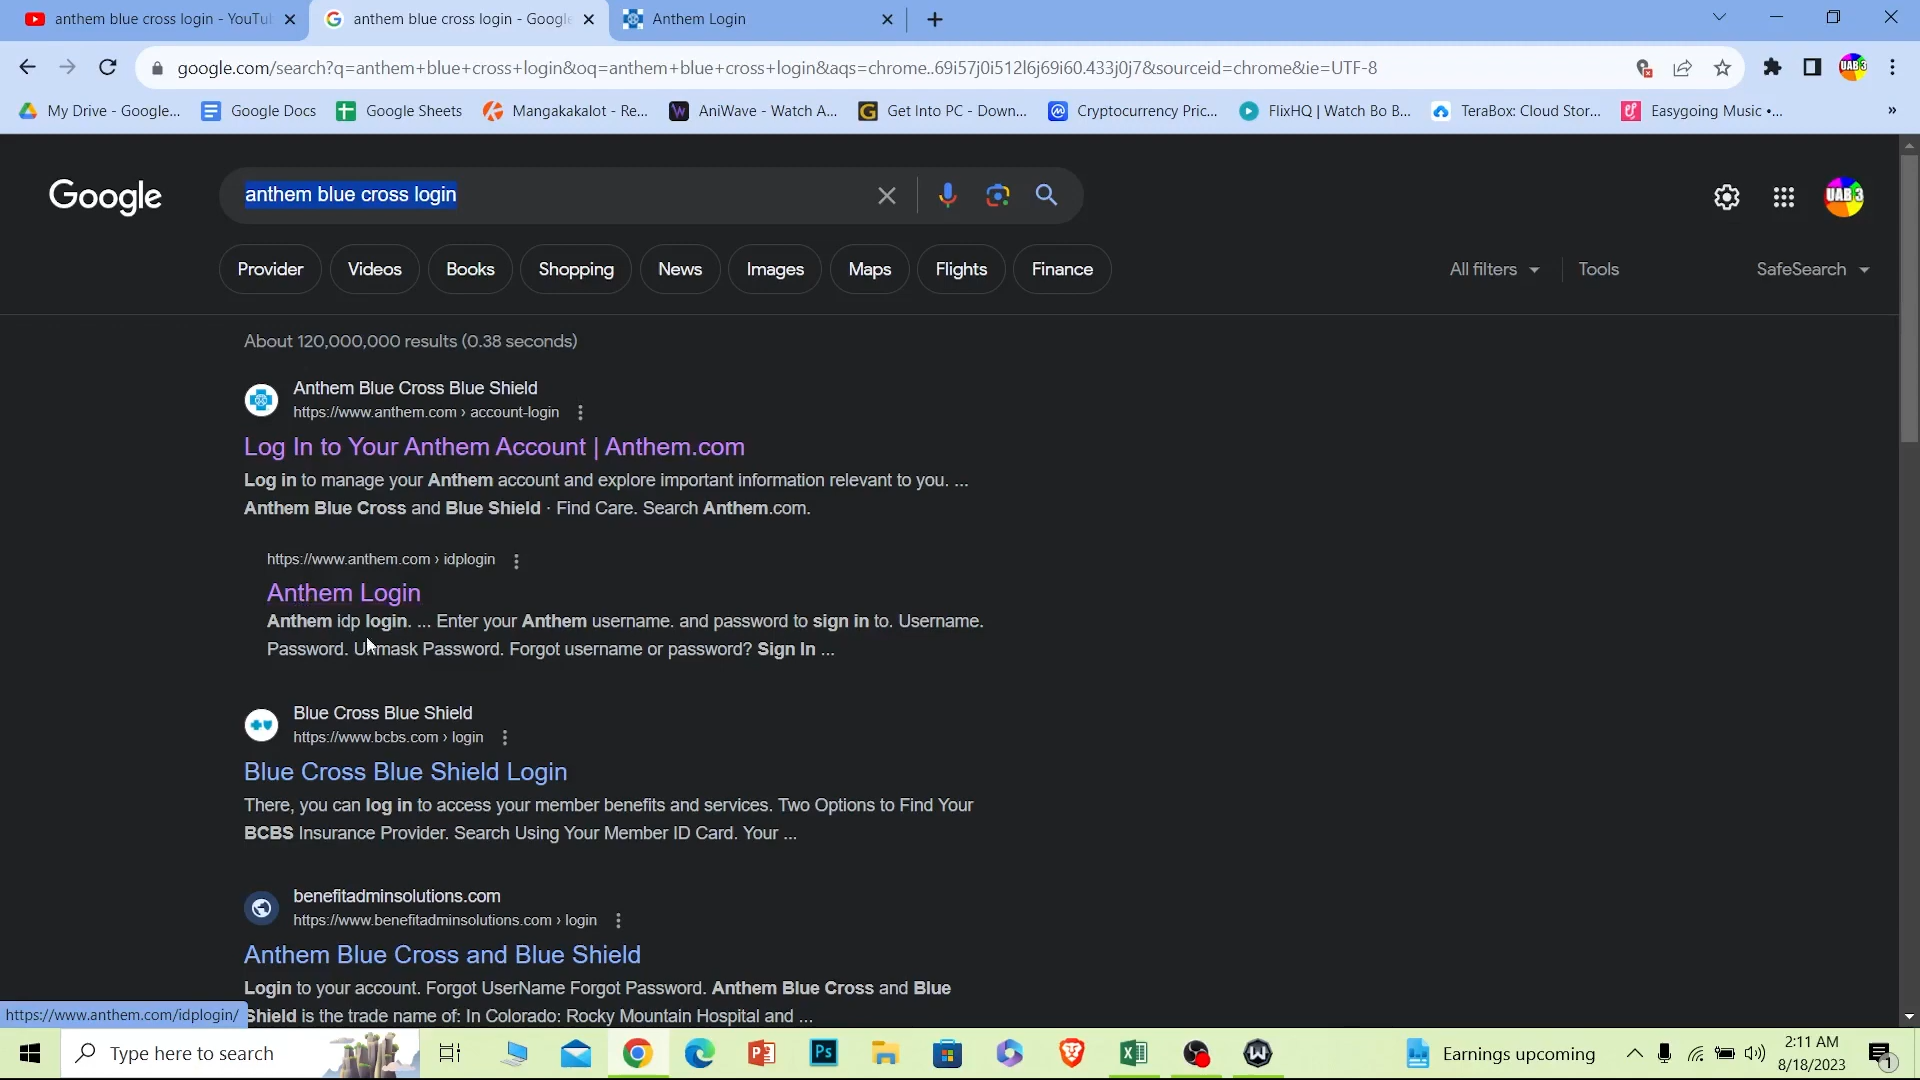 anthem blue cross login - YouTu
anthem blue cross login - Google
Anthem Login
google.com/search?q=anthem+blue+cross+login&oq=anthem+blue+cross+login&aqs=chrome..69i57j0i512l6j69i60.433j0j7&sourceid=chrome&ie=UTF-8
UAB 3
My Drive - Google...
Google Docs
Google Sheets
Mangakakalot - Re...
AniWave - Watch A...
Get Into PC - Down...
Cryptocurrency Pric...
FlixHQ | Watch Bo B...
TeraBox: Cloud Stor...
Easygoing Music •...
»
Google
anthem blue cross login
UAB 3
Provider
Videos
Books
Shopping
News
Images
Maps
Flights
Finance
All filters
Tools
SafeSearch
About 120,000,000 results (0.38 seconds)
Anthem Blue Cross Blue Shield
https://www.anthem.com › account-login
Log In to Your Anthem Account | Anthem.com
Log in to manage your Anthem account and explore important information relevant to you. ...
Anthem Blue Cross and Blue Shield · Find Care. Search Anthem.com.
https://www.anthem.com › idplogin
Anthem Login
Anthem idp login. ... Enter your Anthem username. and password to sign in to. Username.
Password. Unmask Password. Forgot username or password? Sign In ...
Blue Cross Blue Shield
https://www.bcbs.com › login
Blue Cross Blue Shield Login
There, you can log in to access your member benefits and services. Two Options to Find Your
BCBS Insurance Provider. Search Using Your Member ID Card. Your ...
benefitadminsolutions.com
https://www.benefitadminsolutions.com › login
Anthem Blue Cross and Blue Shield
Login to your account. Forgot UserName Forgot Password. Anthem Blue Cross and Blue
Shield is the trade name of: In Colorado: Rocky Mountain Hospital and ...
https://www.anthem.com/idplogin/
Type here to search
Ps
Earnings upcoming
2:11 AM
8/18/2023
1